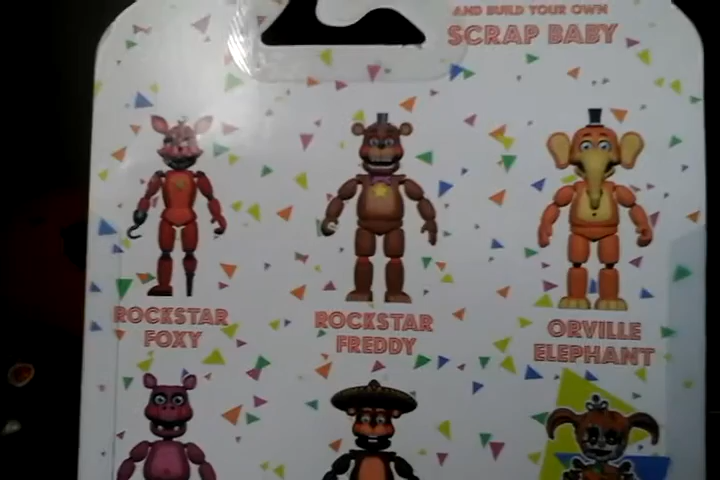 AND BUILD YOUR OWN
SCRAP BABY
ROCKSTAR
FOXY
ROCKSTAR
FREDDY
ORVILLE
ELEPHANT